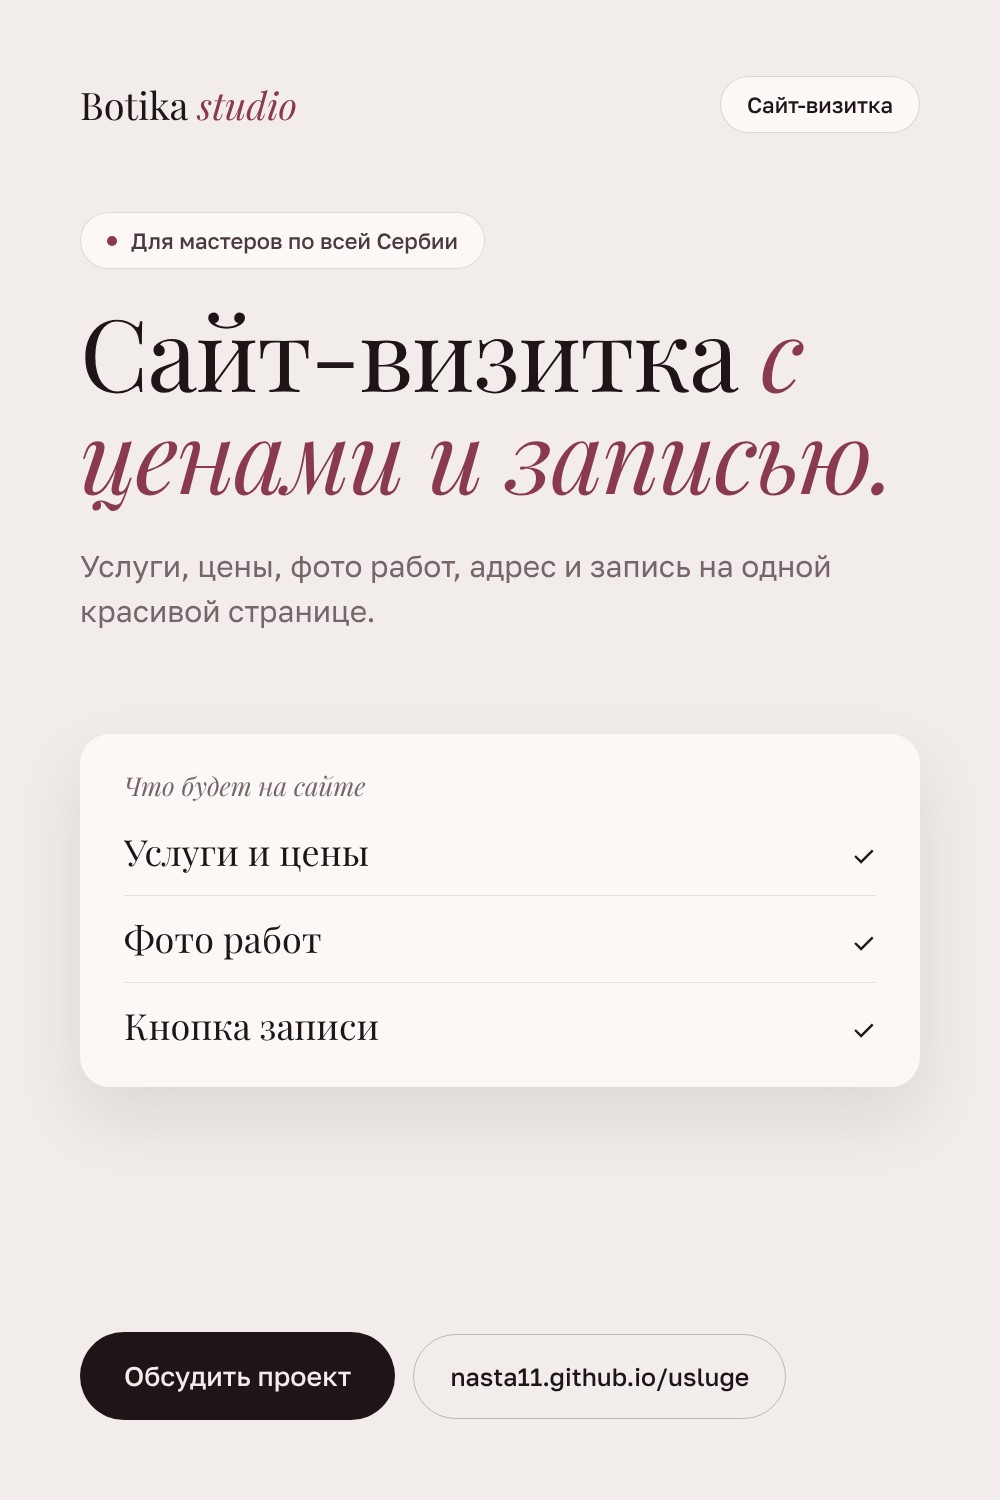 Botika studio
Сайт-визитка
Для мастеров по всей Сербии
Сайт-визитка с
ценами и записью.
Услуги, цены, фото работ, адрес и запись на одной
красивой странице.
Что будет на сайте
Услуги и цены
Фото работ
Кнопка записи
Обсудить проект
nasta11.github.io/usluge